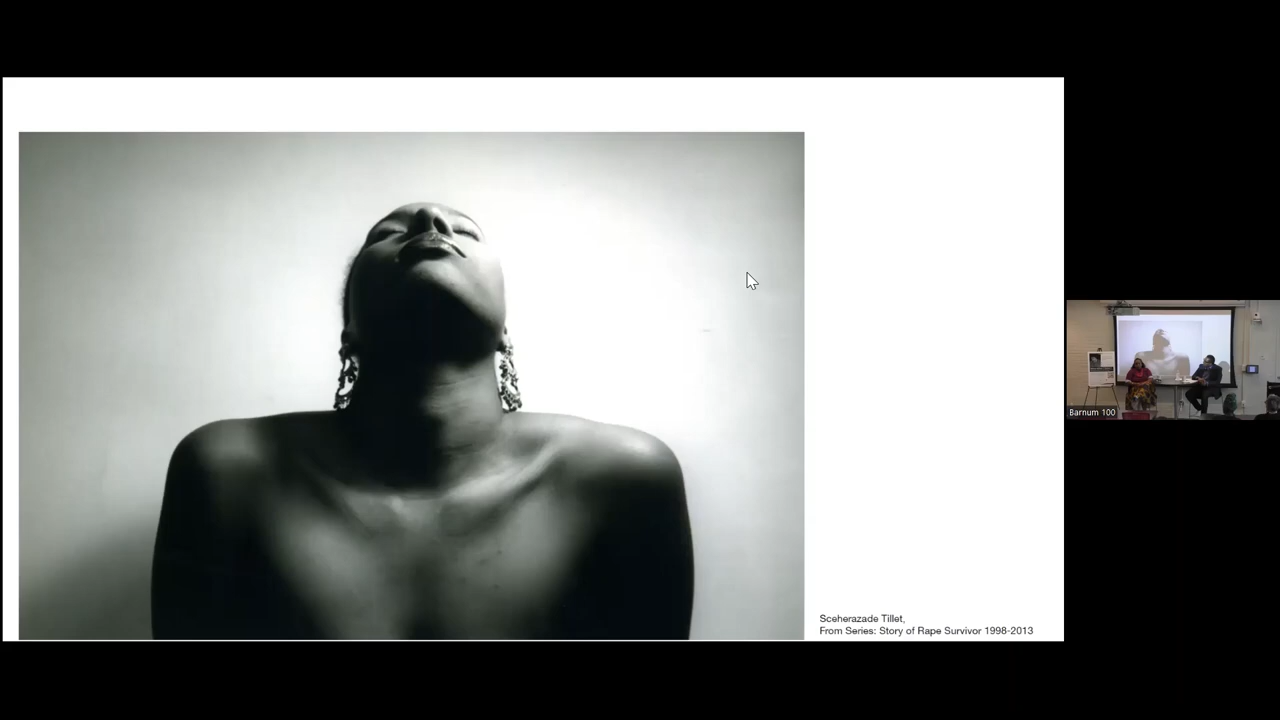 Sceherazade Tillet,
From Series: Story of Rape Survivor 1998-2013
Barnum 100